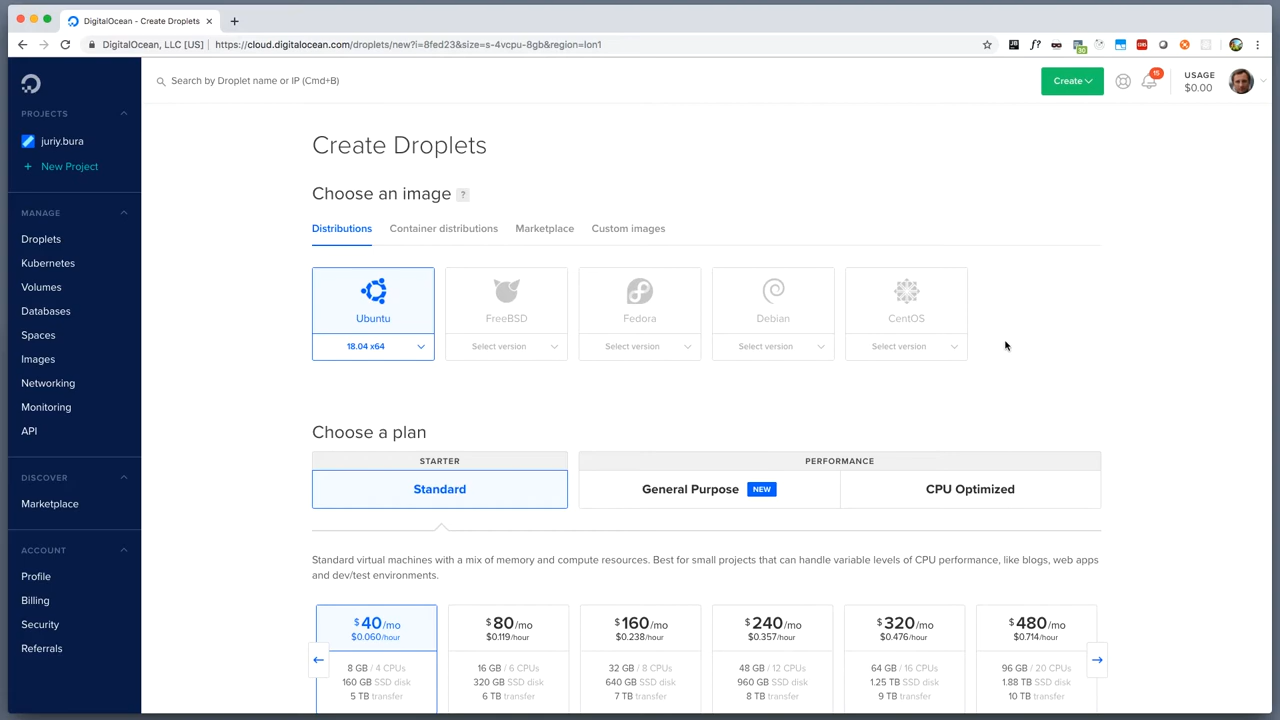 DigitalOcean - Create Droplets
DigitalOcean, LLC [US]
https://cloud.digitalocean.com/droplets/new?i=8fed23&size=s-4vcpu-8gb&region=lon1
f?
30
Search by Droplet name or IP (Cmd+B)
Create
15
USAGE
$0.00
PROJECTS
juriy.bura
+ New Project
MANAGE
Droplets
Kubernetes
Volumes
Databases
Spaces
Images
Networking
Monitoring
API
DISCOVER
Marketplace
ACCOUNT
Profile
Billing
Security
Referrals
Create Droplets
Choose an image ?
Distributions Container distributions Marketplace Custom images
Ubuntu FreeBSD Fedora Debian CentOS
18.04 x64 Select version Select version Select version Select version
Choose a plan
STARTER PERFORMANCE
Standard General Purpose NEW CPU Optimized
Standard virtual machines with a mix of memory and compute resources. Best for small projects that can handle variable levels of CPU performance, like blogs, web apps
and dev/test environments.
$40/mo
$0.060/hour
8 GB / 4 CPUs
160 GB SSD disk
5 TB transfer
$80/mo
$0.119/hour
16 GB / 6 CPUs
320 GB SSD disk
6 TB transfer
$160/mo
$0.238/hour
32 GB / 8 CPUs
640 GB SSD disk
7 TB transfer
$240/mo
$0.357/hour
48 GB / 12 CPUs
960 GB SSD disk
8 TB transfer
$320/mo
$0.476/hour
64 GB / 16 CPUs
1.25 TB SSD disk
9 TB transfer
$480/mo
$0.714/hour
96 GB / 20 CPUs
1.88 TB SSD disk
10 TB transfer